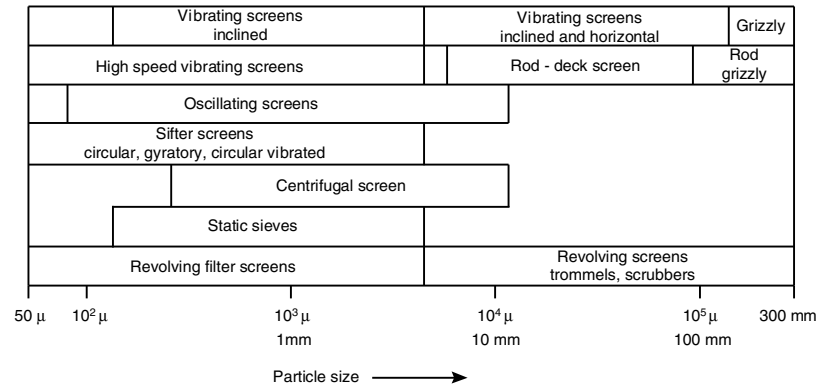 Vibrating screens
inclined
Vibrating screens
inclined and horizontal
Grizzly
High speed vibrating screens
Rod - deck screen
Rod
grizzly
Oscillating screens
Sifter screens
circular, gyratory, circular vibrated
Centrifugal screen
Static sieves
Revolving filter screens
Revolving screens
trommels, scrubbers
50 μ
10² μ
10³ μ
10⁴ μ
10⁵ μ
300 mm
1mm
10 mm
100 mm
Particle size